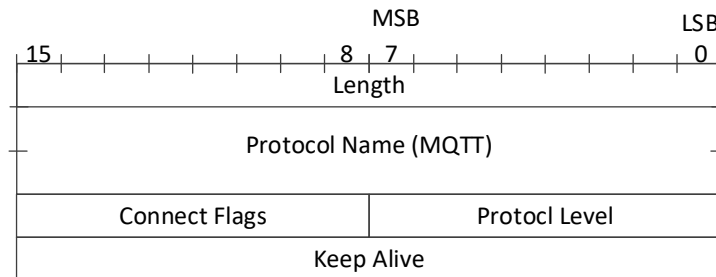 MSB LSB
15 8 7 0
Length
Protocol Name (MQTT)
Connect Flags Protocl Level
Keep Alive